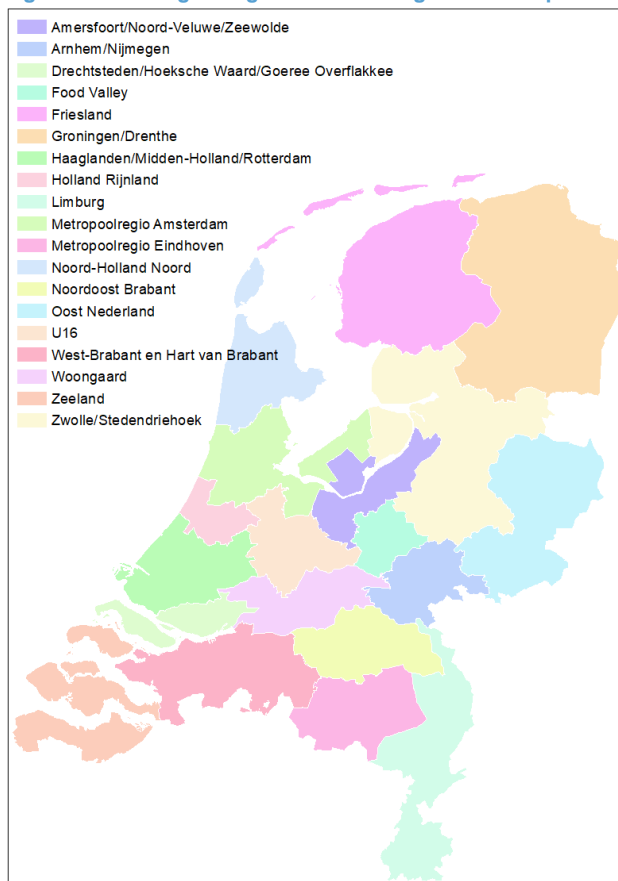 Amersfoort/Noord-Veluwe/Zeewolde
Arnhem/Nijmegen
Drechtsteden/Hoeksche Waard/Goeree Overflakkee
Food Valley
Friesland
Groningen/Drenthe
Haaglanden/Midden-Holland/Rotterdam
Holland Rijnland
Limburg
Metropoolregio Amsterdam
Metropoolregio Eindhoven
Noord-Holland Noord
Noordoost Brabant
Oost Nederland
U16
West-Brabant en Hart van Brabant
Woongaard
Zeeland
Zwolle/Stedendriehoek